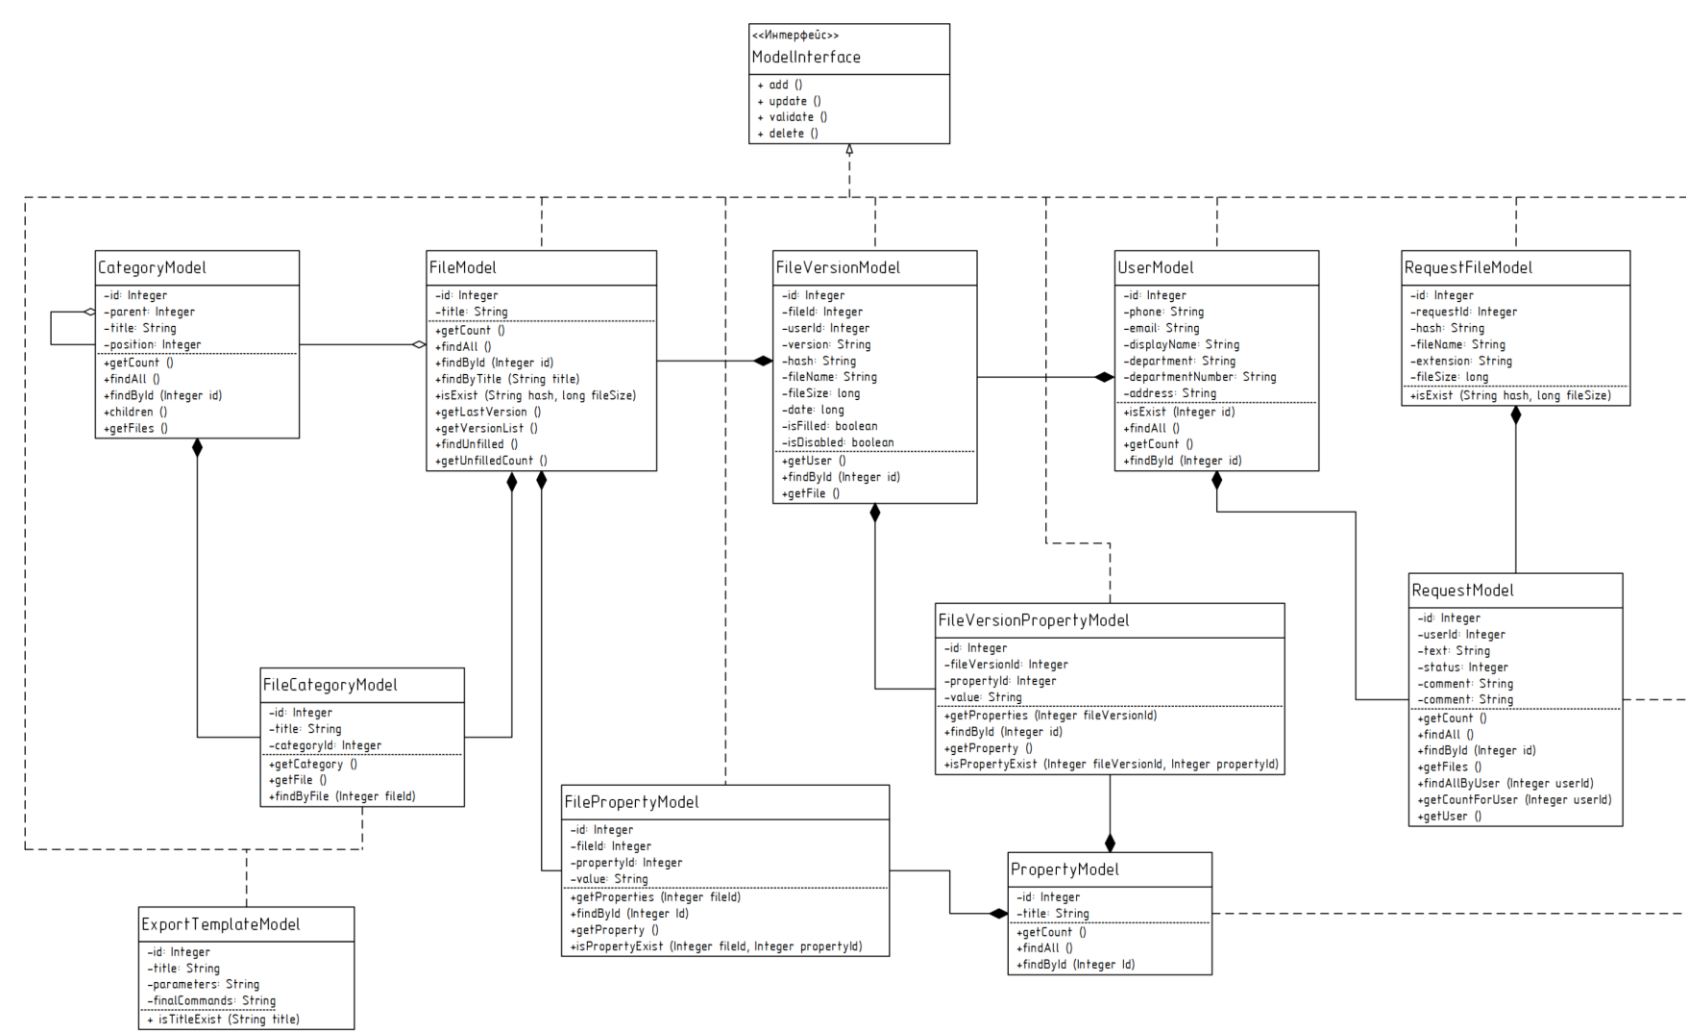 <<Интерфейс>>
ModelInterface
+ add ()
+ update ()
+ validate ()
+ delete ()
CategoryModel
-id: Integer
-parent: Integer
-title: String
-position: Integer
+getCount ()
+findAll ()
+findById (Integer id)
+children ()
+getFiles ()
FileModel
-id: Integer
-title: String
+getCount ()
+findAll ()
+findById (Integer id)
+findByTitle (String title)
+isExist (String hash, long fileSize)
+getLastVersion ()
+getVersionList ()
+findUnfilled ()
+getUnfilledCount ()
FileVersionModel
-id: Integer
-fileId: Integer
-userId: Integer
-version: String
-hash: String
-fileName: String
-fileSize: long
-date: long
-isFilled: boolean
-isDisabled: boolean
+getUser ()
+findById (Integer id)
+getFile ()
UserModel
-id: Integer
-phone: String
-email: String
-displayName: String
-department: String
-departmentNumber: String
-address: String
+isExist (Integer id)
+findAll ()
+getCount ()
+findById (Integer id)
RequestFileModel
-id: Integer
-requestId: Integer
-hash: String
-fileName: String
-extension: String
-fileSize: long
+isExist (String hash, long fileSize)
RequestModel
-id: Integer
-userId: Integer
-text: String
-status: Integer
-comment: String
-comment: String
+getCount ()
+findAll ()
+findById (Integer id)
+getFiles ()
+findAllByUser (Integer userId)
+getCountForUser (Integer userId)
+getUser ()
FileVersionPropertyModel
-id: Integer
-fileVersionId: Integer
-propertyId: Integer
-value: String
+getProperties (Integer fileVersionId)
+findById (Integer id)
+getProperty ()
+isPropertyExist (Integer fileVersionId, Integer propertyId)
FileCategoryModel
-id: Integer
-title: String
-categoryId: Integer
+getCategory ()
+getFile ()
+findByFile (Integer fileId)
FilePropertyModel
-id: Integer
-fileId: Integer
-propertyId: Integer
-value: String
+getProperties (Integer fileId)
+findById (Integer Id)
+getProperty ()
+isPropertyExist (Integer fileId, Integer propertyId)
PropertyModel
-id: Integer
-title: String
+getCount ()
+findAll ()
+findById (Integer Id)
ExportTemplateModel
-id: Integer
-title: String
-parameters: String
-finalCommands: String
+ isTitleExist (String title)